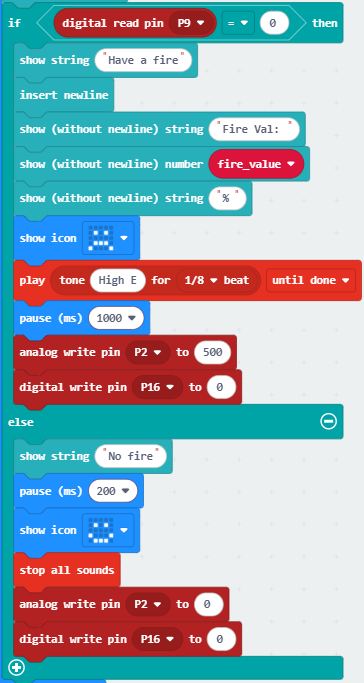 if digital read pin P9 = 0 then
show string "Have a fire"
insert newline
show (without newline) string "Fire Val: "
show (without newline) number fire_value
show (without newline) string "% "
show icon
play tone High E for 1/8 beat until done
pause (ms) 1000
analog write pin P2 to 500
digital write pin P16 to 0
else
show string "No fire"
pause (ms) 200
show icon
stop all sounds
analog write pin P2 to 0
digital write pin P16 to 0